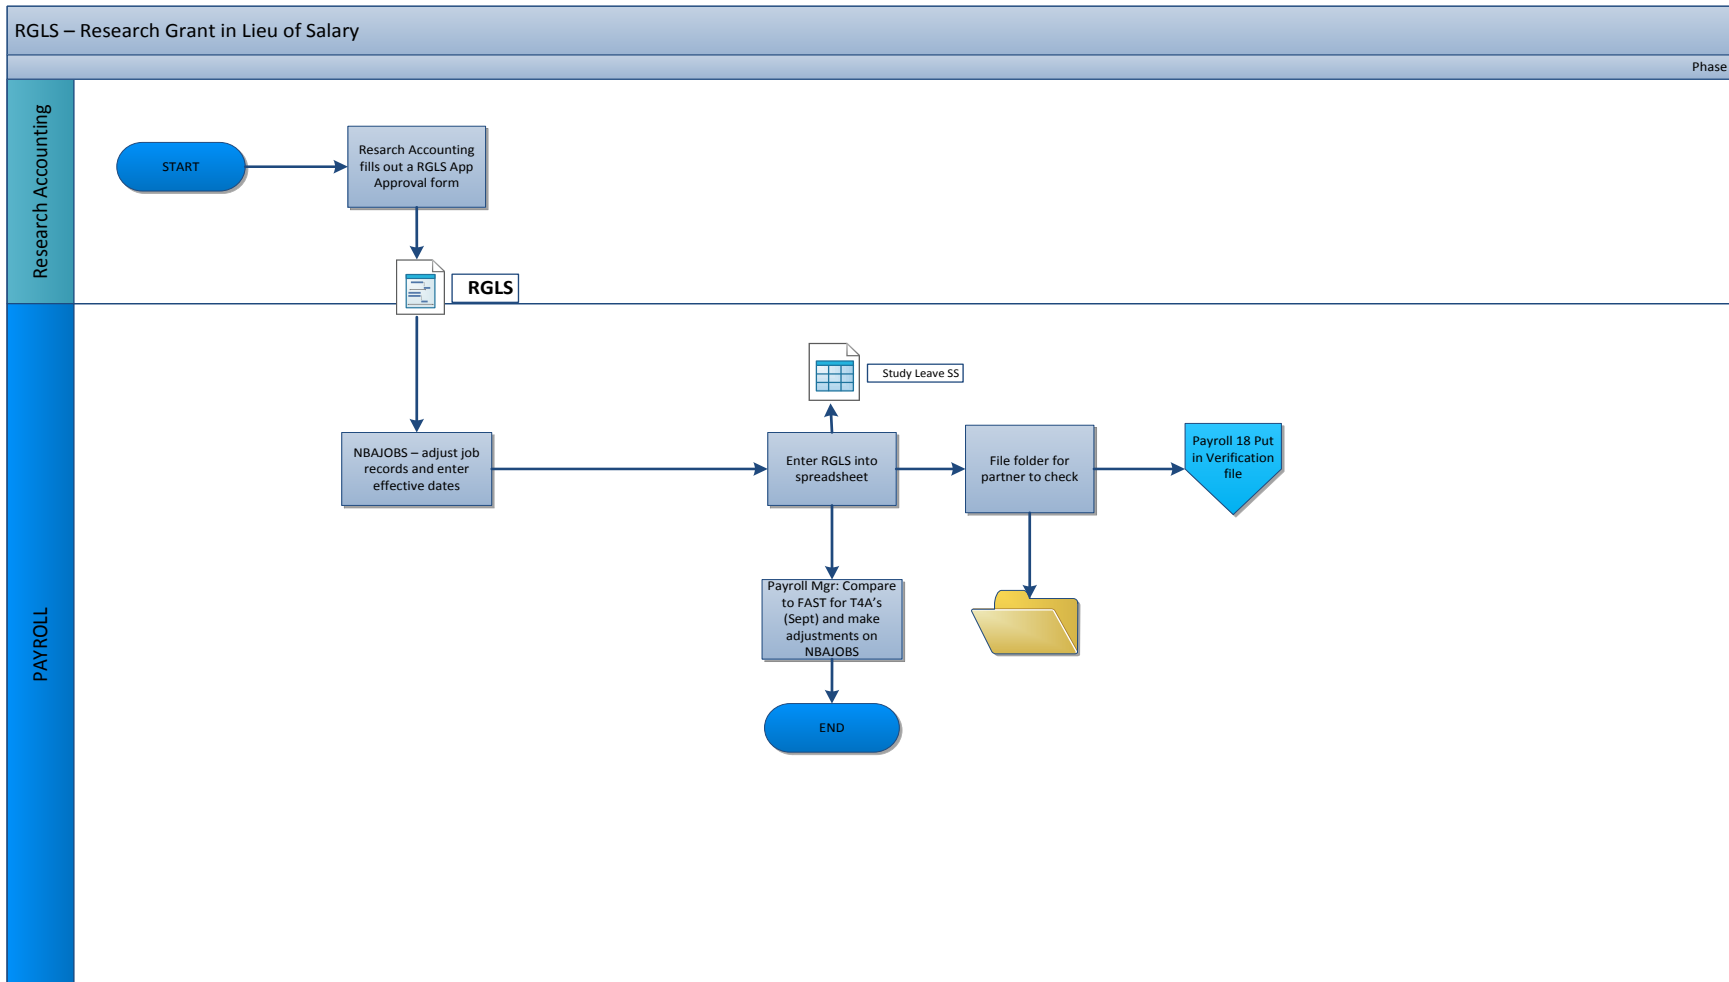 RGLS – Research Grant in Lieu of Salary
Phase
Research Accounting
START
Resarch Accounting
fills out a RGLS App
Approval form
RGLS
PAYROLL
Study Leave SS
NBAJOBS – adjust job
records and enter
effective dates
Enter RGLS into
spreadsheet
File folder for
partner to check
Payroll 18 Put
in Verification
file
Payroll Mgr: Compare
to FAST for T4A's
(Sept) and make
adjustments on
NBAJOBS
END